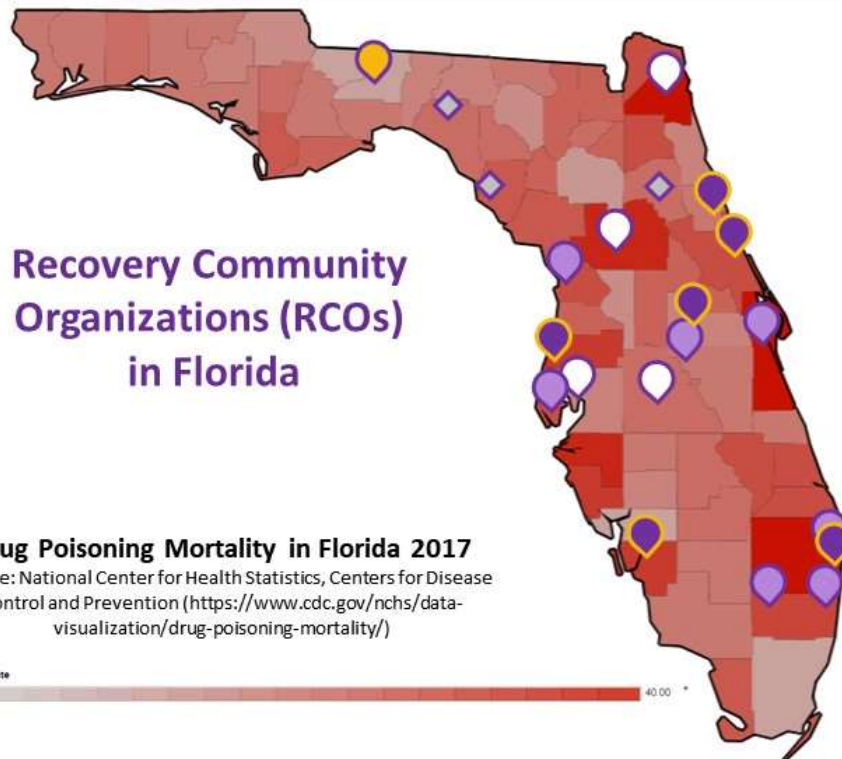 Recovery Community
Organizations (RCOs)
in Florida
ug Poisoning Mortality in Florida 2017
e: National Center for Health Statistics, Centers for Disease
ontrol and Prevention (https://www.cdc.gov/nchs/data-
visualization/drug-poisoning-mortality/)
te
40.00 +